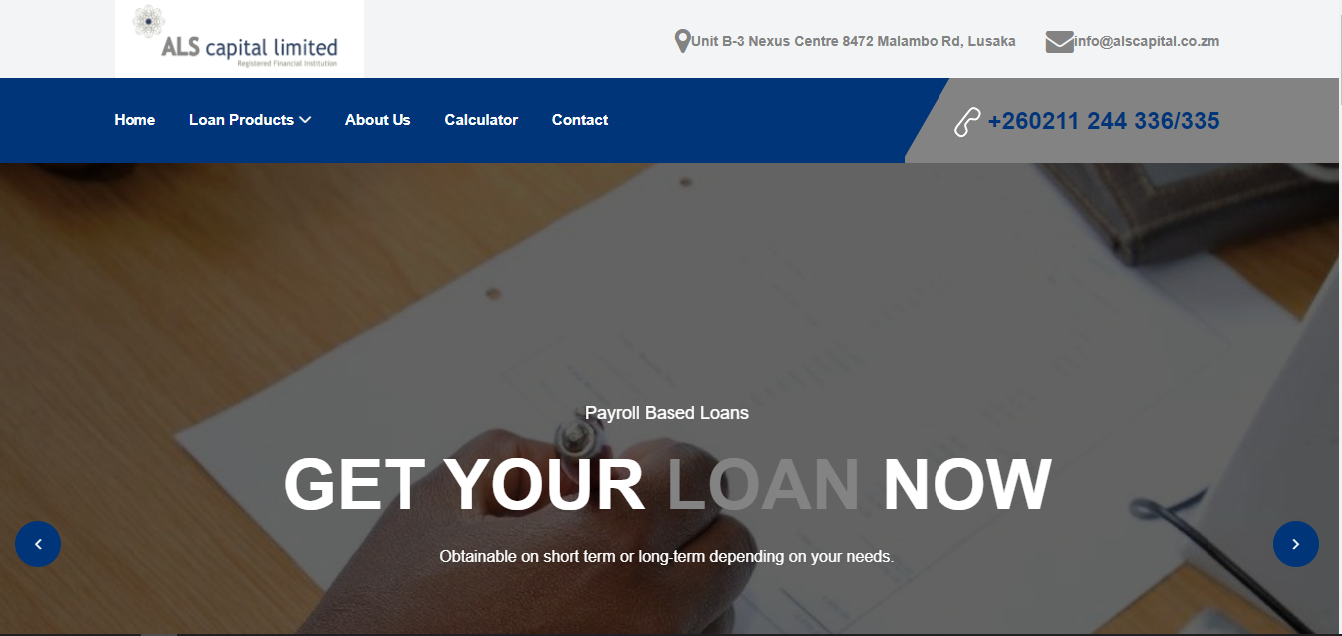 ALS capital limited
Registered Financial Institution
Unit B-3 Nexus Centre 8472 Malambo Rd, Lusaka
info@alscapital.co.zm
Home
Loan Products
About Us
Calculator
Contact
+260211 244 336/335
Payroll Based Loans
GET YOUR LOAN NOW
Obtainable on short term or long-term depending on your needs.